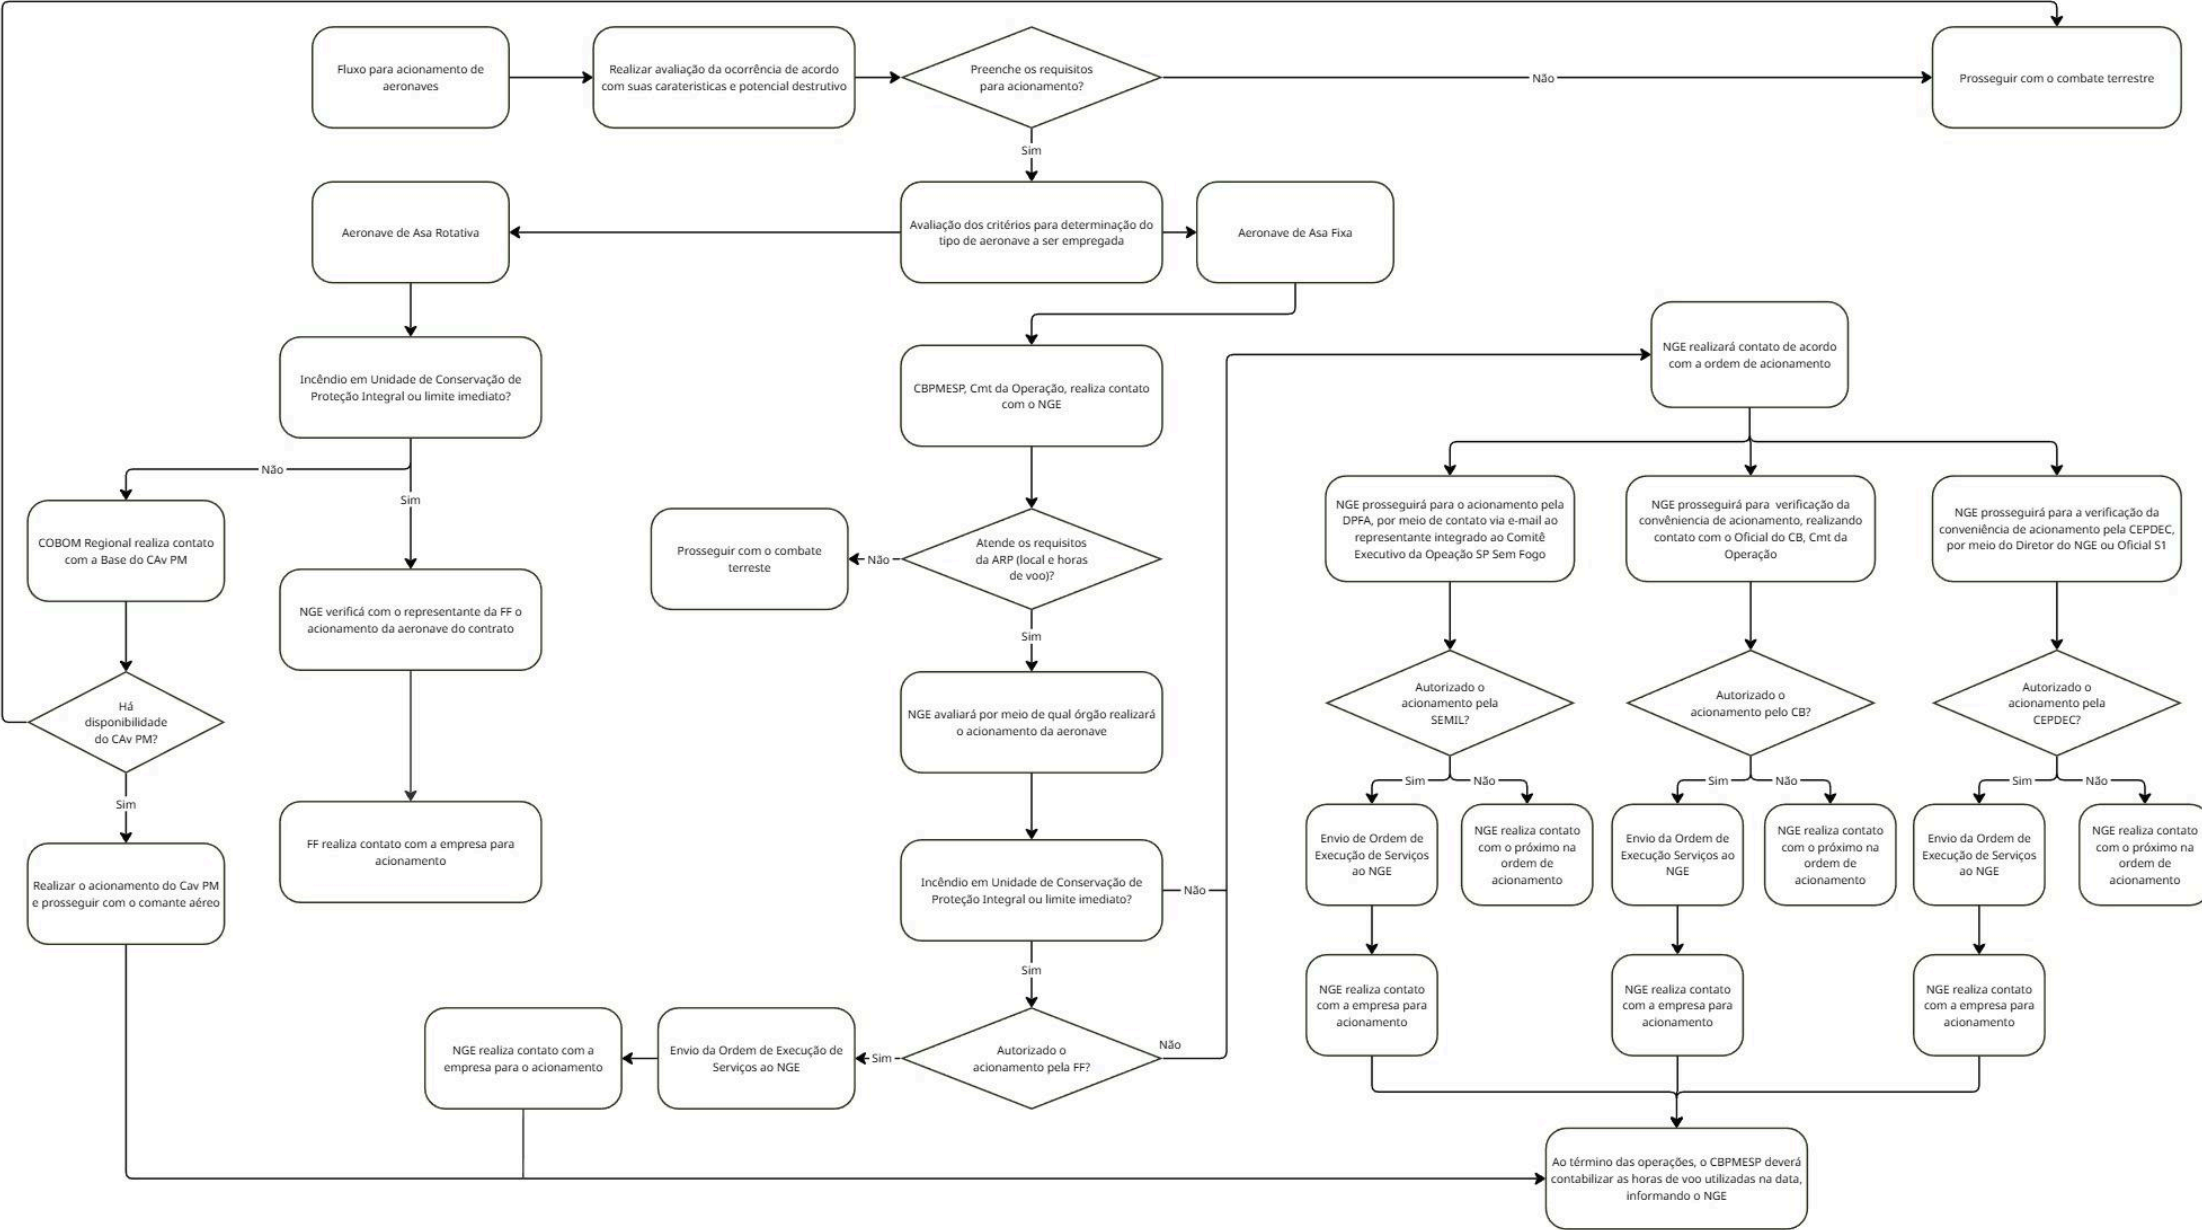 Fluxo para acionamento de
aeronaves
Realizar avaliação da ocorrência de acordo
com suas carateristicas e potencial destrutivo
Preenche os requisitos
para acionamento?
Não
Prosseguir com o combate terrestre
Sim
Aeronave de Asa Rotativa
Avaliação dos critérios para determinação do
tipo de aeronave a ser empregada
Aeronave de Asa Fixa
Incêndio em Unidade de Conservação de
Proteção Integral ou limite imediato?
Não
Sim
COBOM Regional realiza contato
com a Base do CAv PM
NGE verificá com o representante da FF o
acionamento da aeronave do contrato
Há
disponibilidade
do CAv PM?
Sim
FF realiza contato com a empresa para
acionamento
Realizar o acionamento do Cav PM
e prosseguir com o comante aéreo
CBPMESP, Cmt da Operação, realiza contato
com o NGE
Atende os requisitos
da ARP (local e horas
de voo)?
Não
Prosseguir com o combate
terreste
Sim
NGE avaliará por meio de qual órgão realizará
o acionamento da aeronave
Incêndio em Unidade de Conservação de
Proteção Integral ou limite imediato?
Não
Sim
Autorizado o
acionamento pela FF?
Não
Sim
Envio da Ordem de Execução de
Serviços ao NGE
NGE realiza contato com a
empresa para o acionamento
NGE realizará contato de acordo
com a ordem de acionamento
NGE prosseguirá para o acionamento pela
DPFA, por meio de contato via e-mail ao
representante integrado ao Comitê
Executivo da Opeação SP Sem Fogo
NGE prosseguirá para  verificação da
convêniencia de acionamento, realizando
contato com o Oficial do CB, Cmt da
Operação
NGE prosseguirá para a verificação da
conveniência de acionamento pela CEPDEC,
por meio do Diretor do NGE ou Oficial S1
Autorizado o
acionamento pela
SEMIL?
Autorizado o
acionamento pelo CB?
Autorizado o
acionamento pela
CEPDEC?
Sim
Não
Sim
Não
Sim
Não
Envio de Ordem de
Execução de Serviços
ao NGE
NGE realiza contato
com o próximo na
ordem de
acionamento
Envio da Ordem de
Execução Serviços ao
NGE
NGE realiza contato
com o próximo na
ordem de
acionamento
Envio da Ordem de
Execução de Serviços
ao NGE
NGE realiza contato
com o próximo na
ordem de
acionamento
NGE realiza contato
com a empresa para
acionamento
NGE realiza contato
com a empresa para
acionamento
NGE realiza contato
com a empresa para
acionamento
Ao término das operações, o CBPMESP deverá
contabilizar as horas de voo utilizadas na data,
informando o NGE